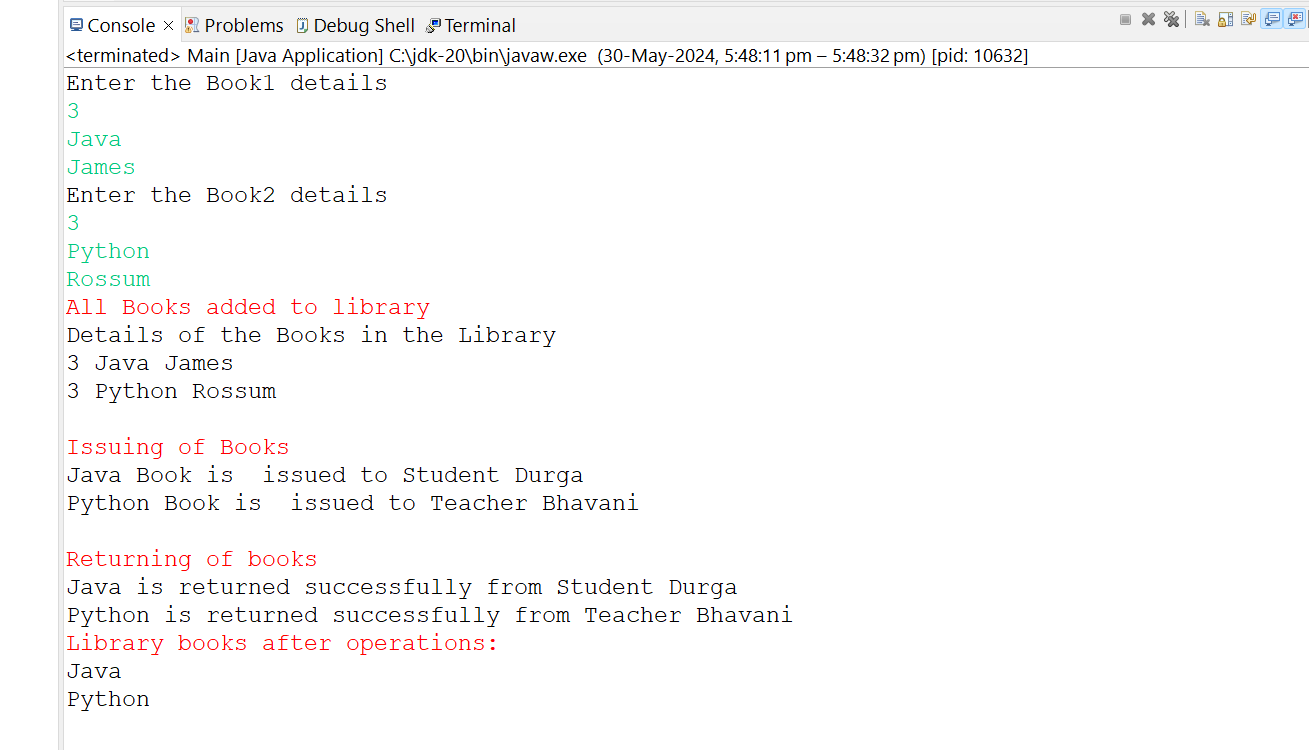 Console Problems Debug Shell Terminal
<terminated> Main [Java Application] C:\jdk-20\bin\javaw.exe (30-May-2024, 5:48:11 pm – 5:48:32 pm) [pid: 10632]
Enter the Book1 details
3
Java
James
Enter the Book2 details
3
Python
Rossum
All Books added to library
Details of the Books in the Library
3 Java James
3 Python Rossum

Issuing of Books
Java Book is  issued to Student Durga
Python Book is  issued to Teacher Bhavani

Returning of books
Java is returned successfully from Student Durga
Python is returned successfully from Teacher Bhavani
Library books after operations:
Java
Python